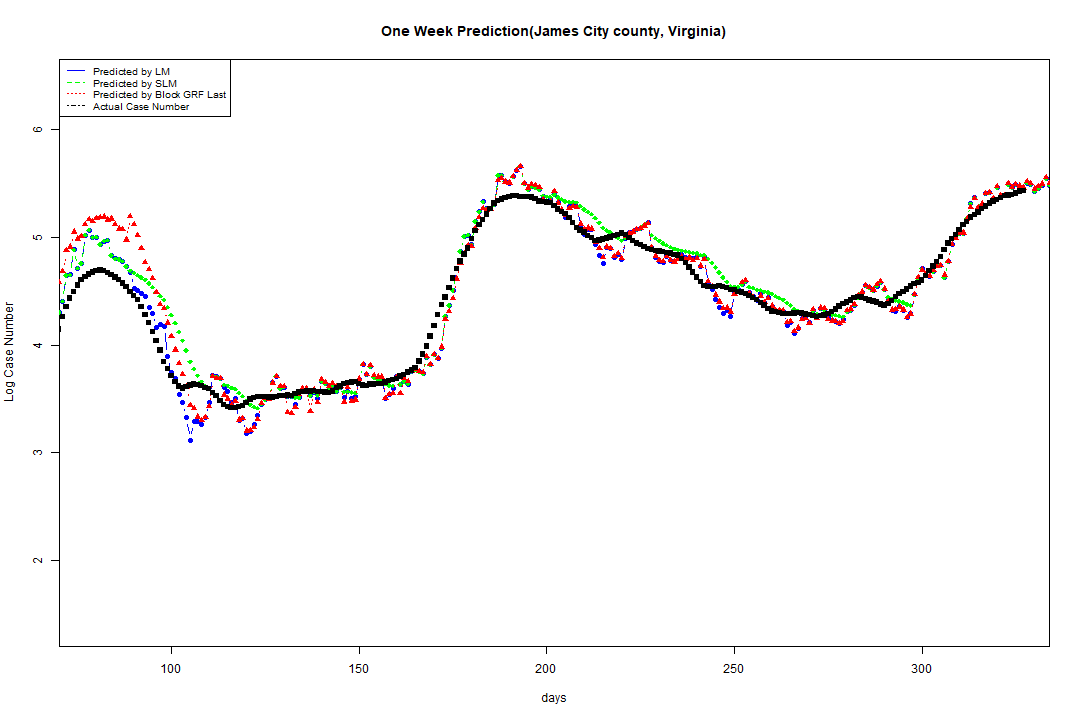 One Week Prediction(James City county, Virginia)
Predicted by LM
Predicted by SLM
Predicted by Block GRF Last
Actual Case Number
6
5
4
3
2
Log Case Number
100 150 200 250 300
days